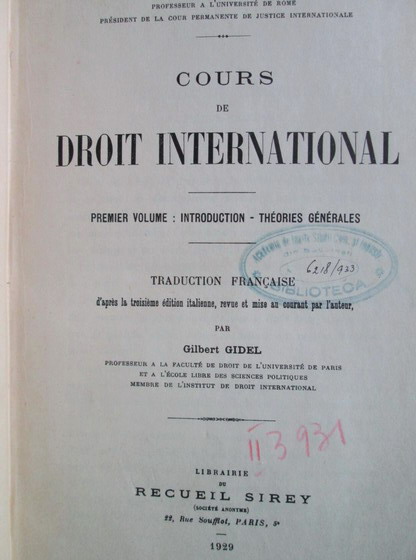 PROFESSEUR A L'UNIVERSITÉ DE ROME
PRÉSIDENT DE LA COUR PERMANENTE DE JUSTICE INTERNATIONALE
COURS
DE
DROIT INTERNATIONAL
PREMIER VOLUME : INTRODUCTION - THÉORIES GÉNÉRALES
6218/923
BIBLIOTECA
TRADUCTION FRANÇAISE
d'après la troisième édition italienne, revue et mise au courant par l'auteur,
PAR
Gilbert GIDEL
PROFESSEUR A LA FACULTÉ DE DROIT DE L'UNIVERSITÉ DE PARIS
ET A L'ÉCOLE LIBRE DES SCIENCES POLITIQUES
MEMBRE DE L'INSTITUT DE DROIT INTERNATIONAL
II 3931
LIBRAIRIE
DU
RECUEIL SIREY
(SOCIÉTÉ ANONYME)
22, Rue Soufflot, PARIS, 5e
1929